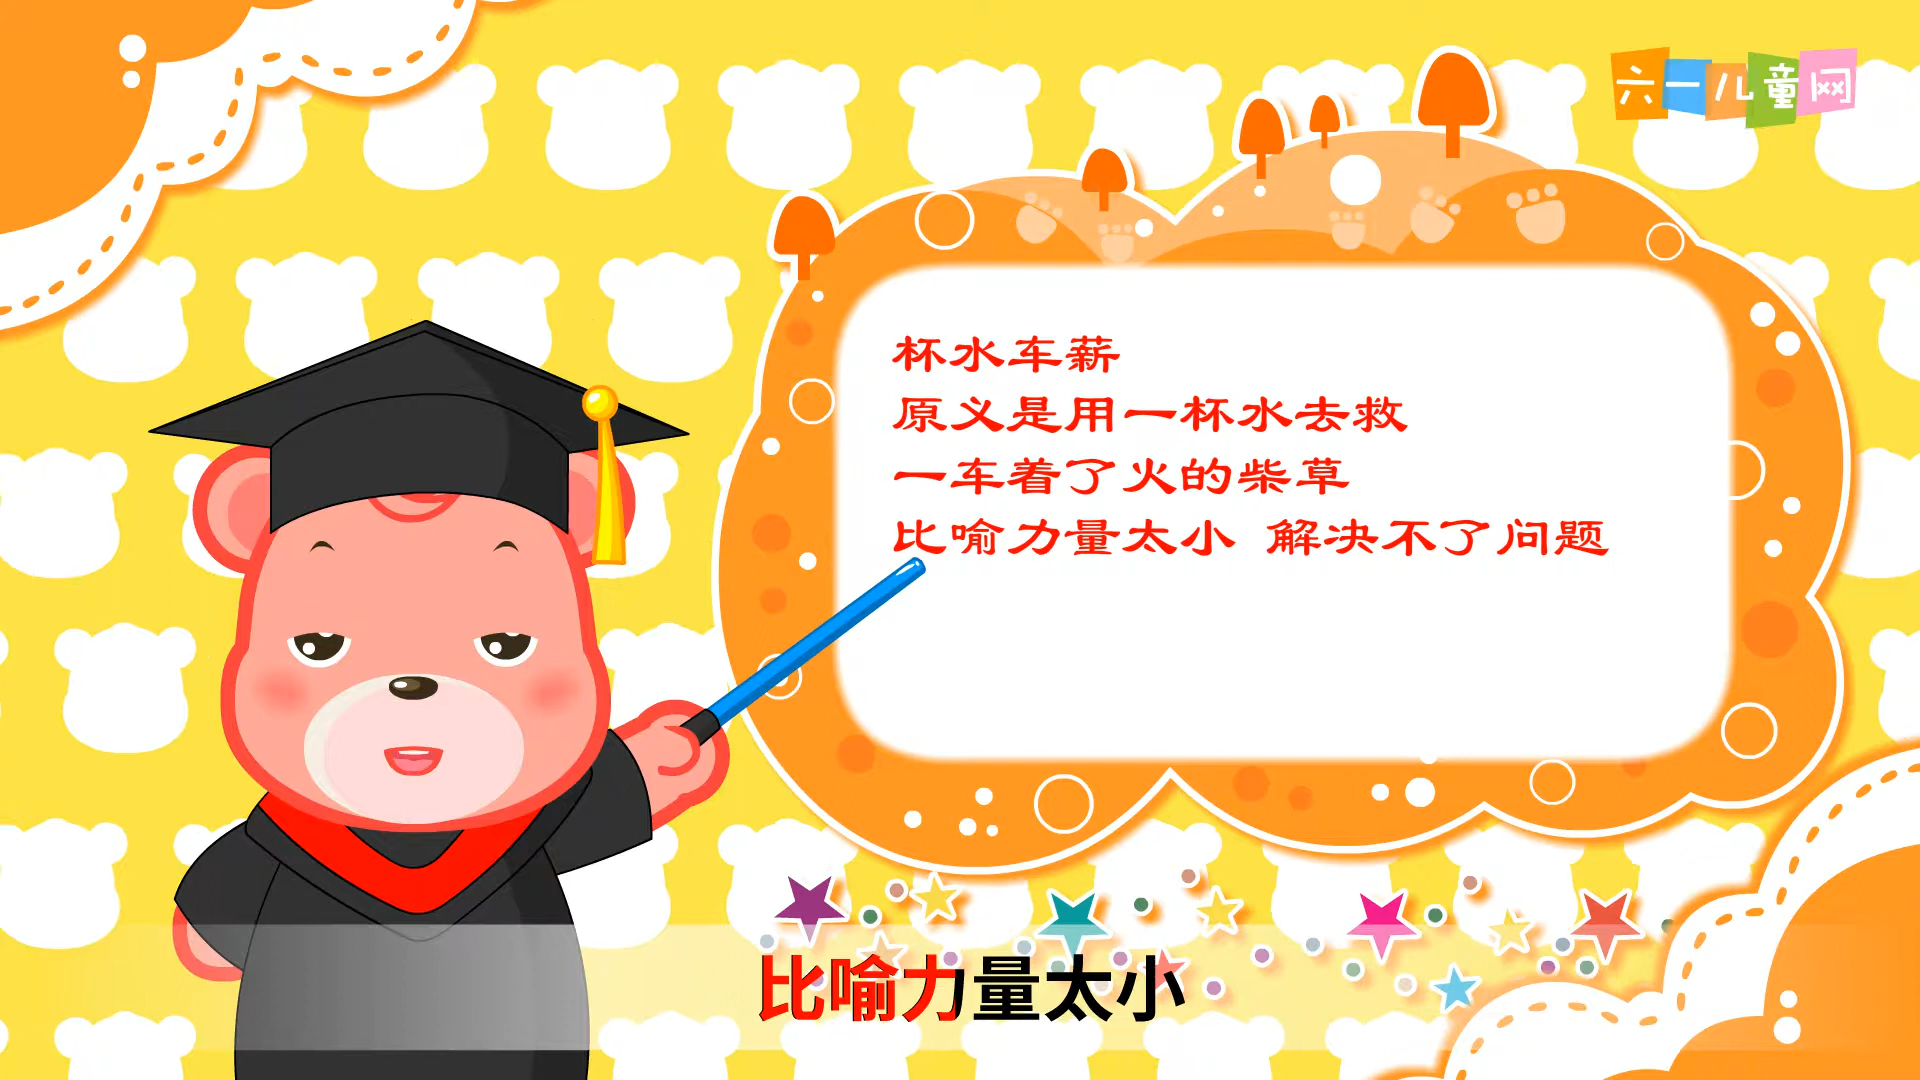 六一儿童网
杯水车薪
原义是用一杯水去救
一车着了火的柴草
比喻力量太小 解决不了问题
比喻力量太小